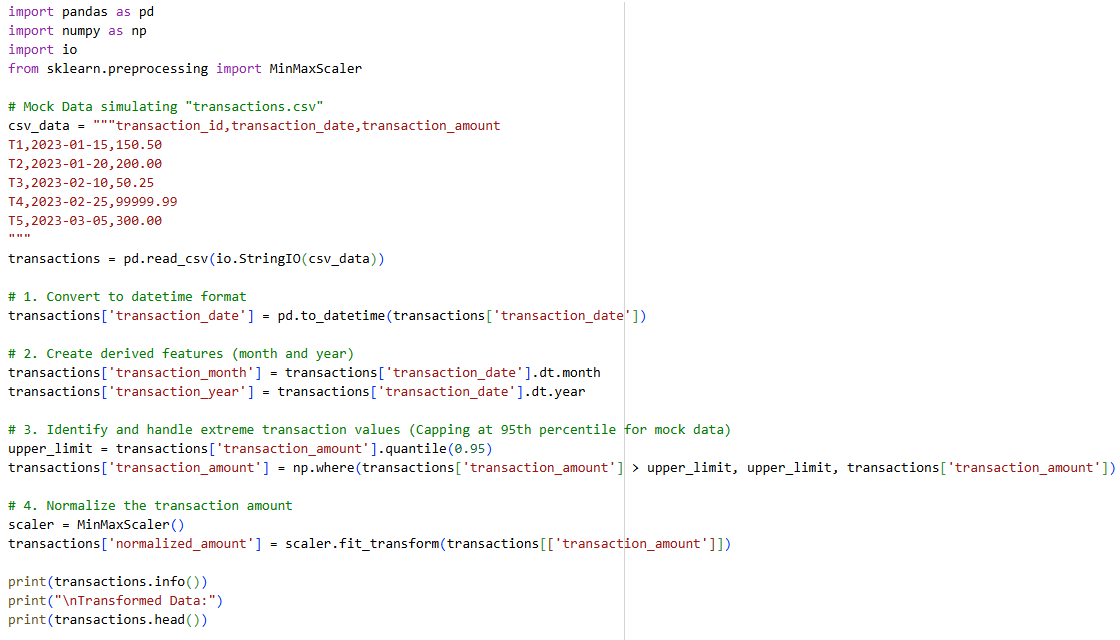 import pandas as pd
import numpy as np
import io
from sklearn.preprocessing import MinMaxScaler
# Mock Data simulating "transactions.csv"
csv_data = """transaction_id,transaction_date,transaction_amount
T1,2023-01-15,150.50
T2,2023-01-20,200.00
T3,2023-02-10,50.25
T4,2023-02-25,99999.99
T5,2023-03-05,300.00
"""
transactions = pd.read_csv(io.StringIO(csv_data))
# 1. Convert to datetime format
transactions['transaction_date'] = pd.to_datetime(transactions['transaction_date'])
# 2. Create derived features (month and year)
transactions['transaction_month'] = transactions['transaction_date'].dt.month
transactions['transaction_year'] = transactions['transaction_date'].dt.year
# 3. Identify and handle extreme transaction values (Capping at 95th percentile for mock data)
upper_limit = transactions['transaction_amount'].quantile(0.95)
transactions['transaction_amount'] = np.where(transactions['transaction_amount'] > upper_limit, upper_limit, transactions['transaction_amount'])
# 4. Normalize the transaction amount
scaler = MinMaxScaler()
transactions['normalized_amount'] = scaler.fit_transform(transactions[['transaction_amount']])
print(transactions.info())
print("\nTransformed Data:")
print(transactions.head())